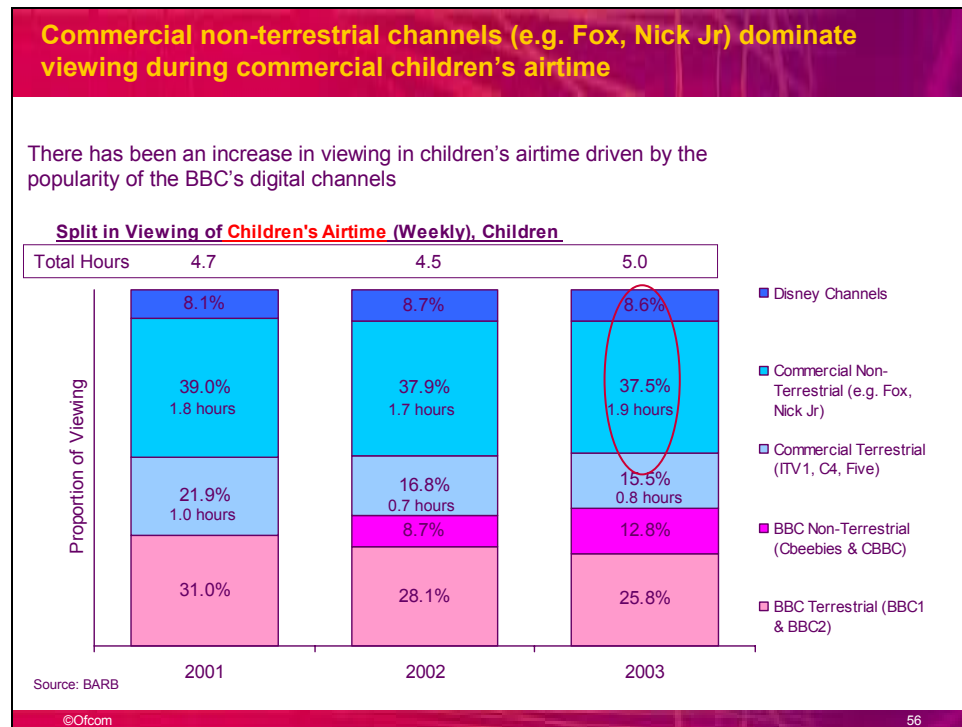 Commercial non-terrestrial channels (e.g. Fox, Nick Jr) dominate
viewing during commercial children's airtime
There has been an increase in viewing in children's airtime driven by the
popularity of the BBC's digital channels
Split in Viewing of Children's Airtime (Weekly), Children
Total Hours 4.7 4.5 5.0
Proportion of Viewing
8.1%
39.0%
1.8 hours
21.9%
1.0 hours
31.0%
8.7%
37.9%
1.7 hours
16.8%
0.7 hours
8.7%
28.1%
8.6%
37.5%
1.9 hours
15.5%
0.8 hours
12.8%
25.8%
2001 2002 2003
Disney Channels
Commercial Non-
Terrestrial (e.g. Fox,
Nick Jr)
Commercial Terrestrial
(ITV1, C4, Five)
BBC Non-Terrestrial
(Cbeebies & CBBC)
BBC Terrestrial (BBC1
& BBC2)
Source: BARB
©Ofcom 56